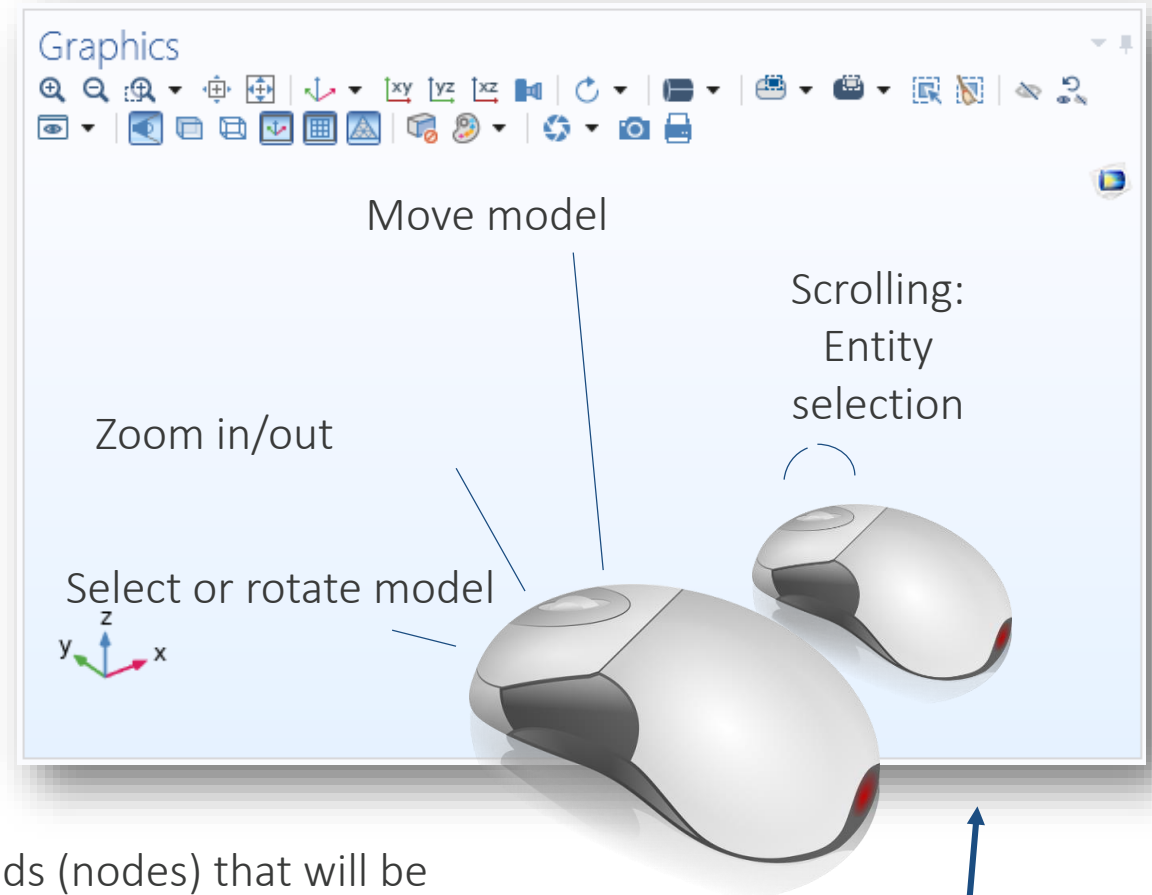 Graphics
xy yz xz
Move model
Scrolling:
Entity
selection
Zoom in/out
Select or rotate model
z
y x
ds (nodes) that will be